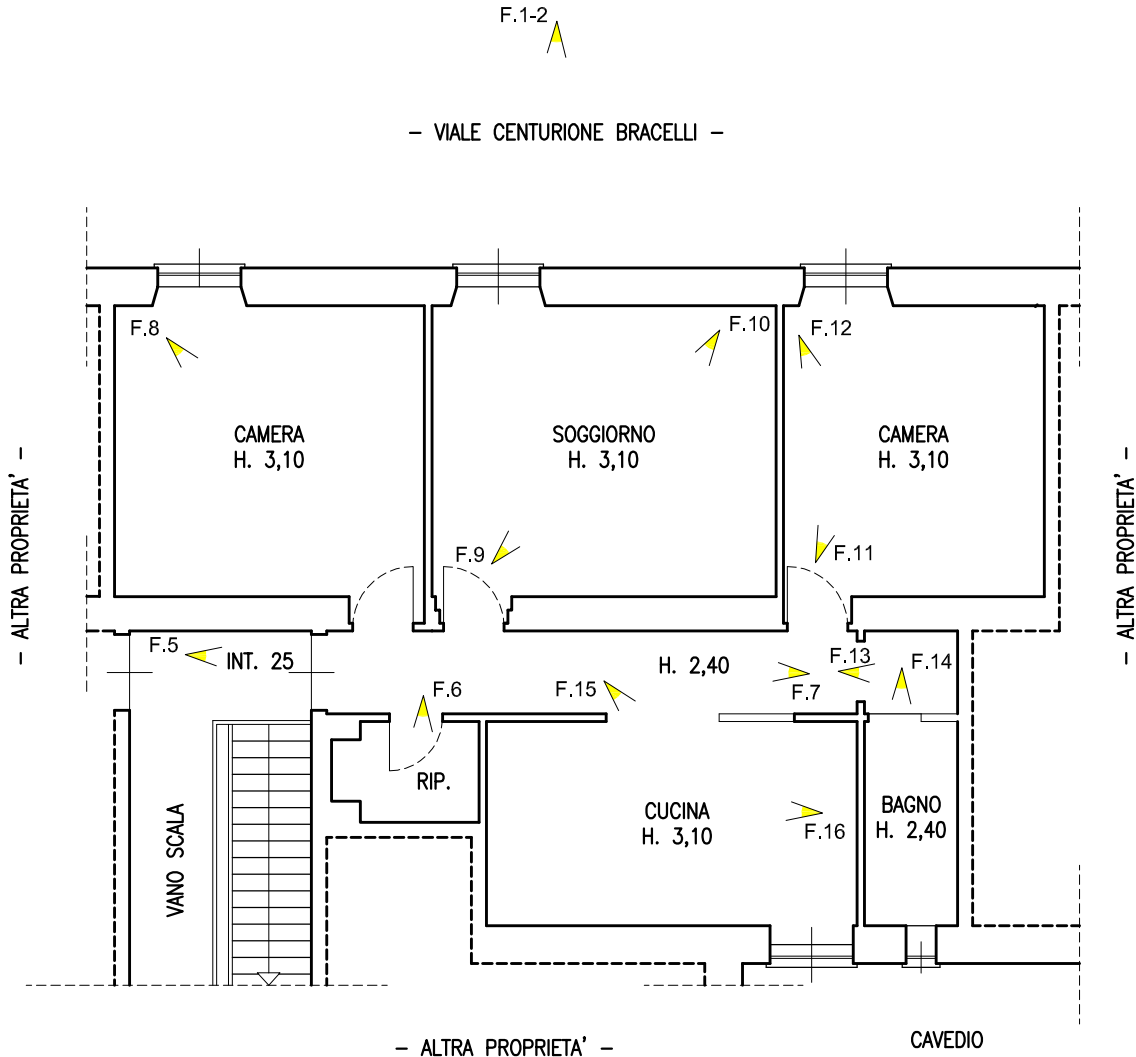 F.1-2
– VIALE CENTURIONE BRACELLI –
F.8
F.10
F.12
CAMERA
H. 3,10
SOGGIORNO
H. 3,10
CAMERA
H. 3,10
– ALTRA PROPRIETA' –
– ALTRA PROPRIETA' –
F.9
F.11
F.5
INT. 25
H. 2,40
F.13
F.14
F.6
F.15
F.7
RIP.
CUCINA
H. 3,10
F.16
BAGNO
H. 2,40
VANO SCALA
– ALTRA PROPRIETA' –
CAVEDIO